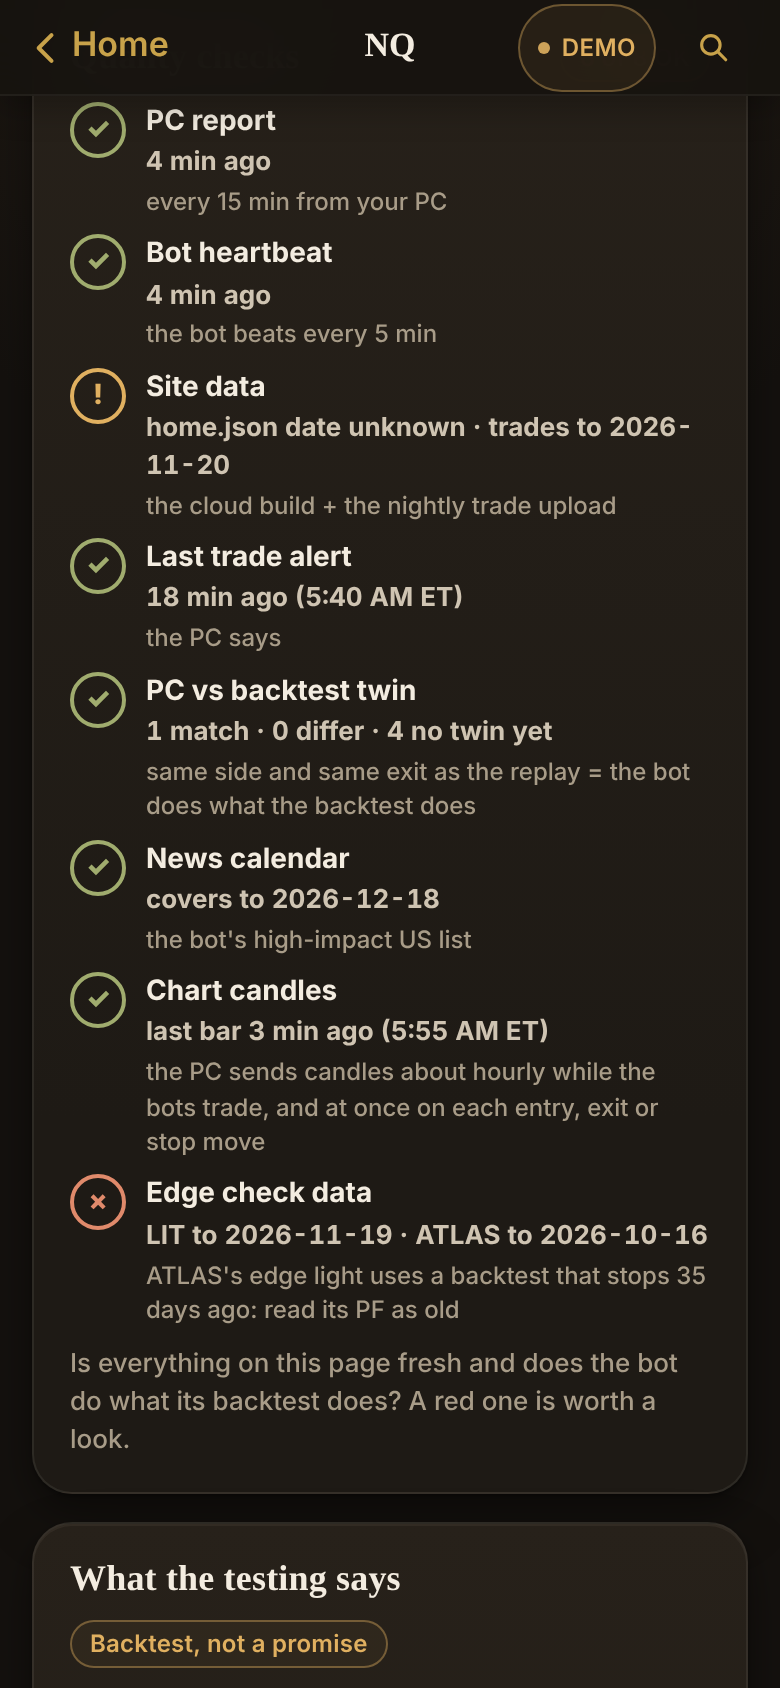 Home
NQ
DEMO
PC report
4 min ago
every 15 min from your PC
Bot heartbeat
4 min ago
the bot beats every 5 min
!
Site data
home.json date unknown · trades to 2026-
11-20
the cloud build + the nightly trade upload
Last trade alert
18 min ago (5:40 AM ET)
the PC says
PC vs backtest twin
1 match · 0 differ · 4 no twin yet
same side and same exit as the replay = the bot
does what the backtest does
News calendar
covers to 2026-12-18
the bot's high-impact US list
Chart candles
last bar 3 min ago (5:55 AM ET)
the PC sends candles about hourly while the
bots trade, and at once on each entry, exit or
stop move
Edge check data
LIT to 2026-11-19 · ATLAS to 2026-10-16
ATLAS's edge light uses a backtest that stops 35
days ago: read its PF as old
Is everything on this page fresh and does the bot
do what its backtest does? A red one is worth a
look.
What the testing says
Backtest, not a promise